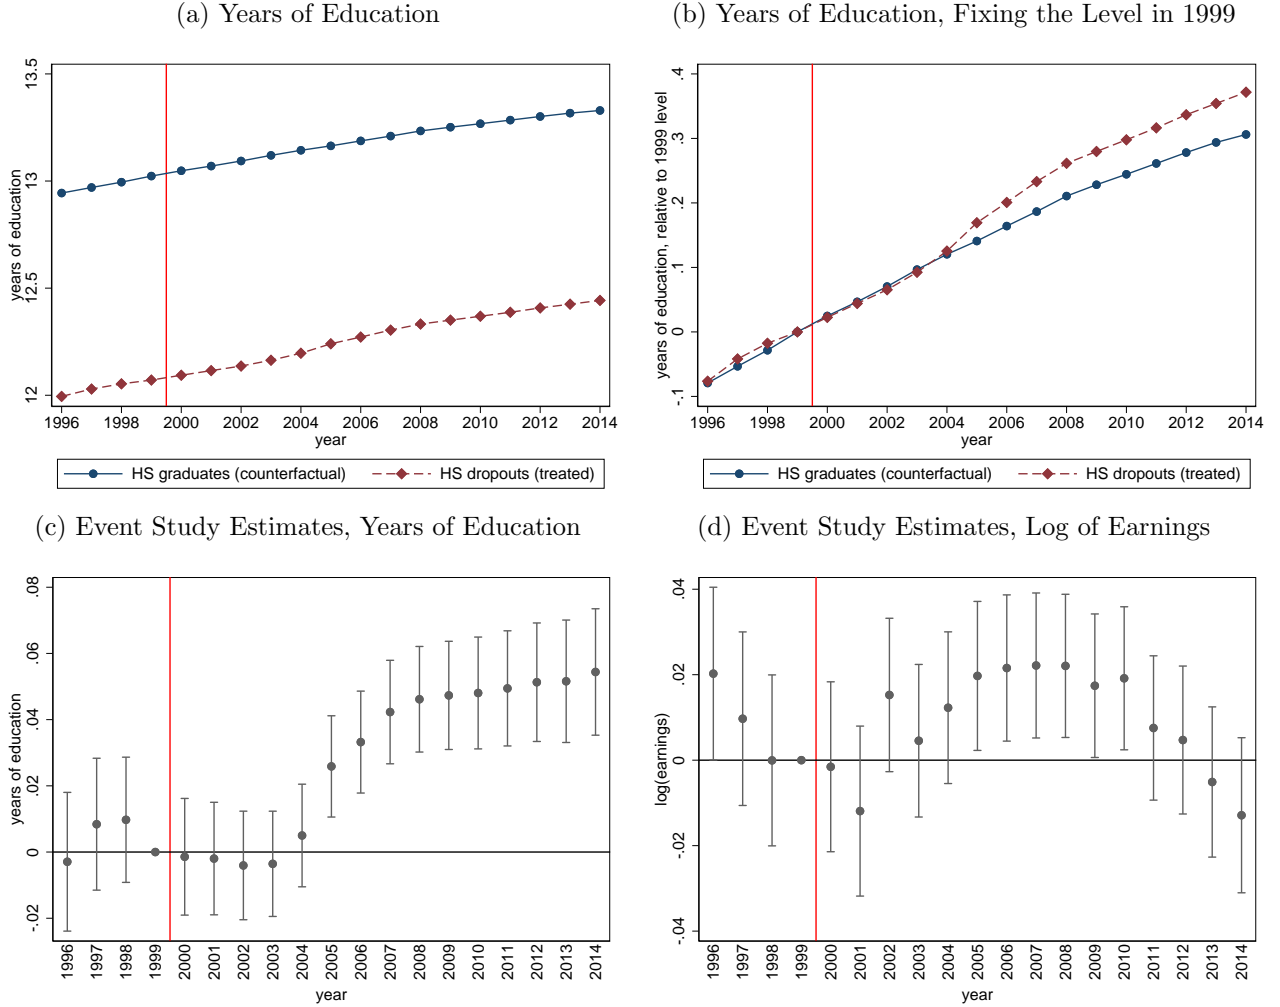 (a) Years of Education
13.5
13
12.5
12
years of education
1996 1998 2000 2002 2004 2006 2008 2010 2012 2014
year
HS graduates (counterfactual) HS dropouts (treated)
(b) Years of Education, Fixing the Level in 1999
.4
.3
.2
.1
0
-.1
years of education, relative to 1999 level
1996 1998 2000 2002 2004 2006 2008 2010 2012 2014
year
HS graduates (counterfactual) HS dropouts (treated)
(c) Event Study Estimates, Years of Education
.08
.06
.04
.02
0
-.02
years of education
1996 1997 1998 1999 2000 2001 2002 2003 2004 2005 2006 2007 2008 2009 2010 2011 2012 2013 2014
year
(d) Event Study Estimates, Log of Earnings
.04
.02
0
-.02
-.04
log(earnings)
1996 1997 1998 1999 2000 2001 2002 2003 2004 2005 2006 2007 2008 2009 2010 2011 2012 2013 2014
year